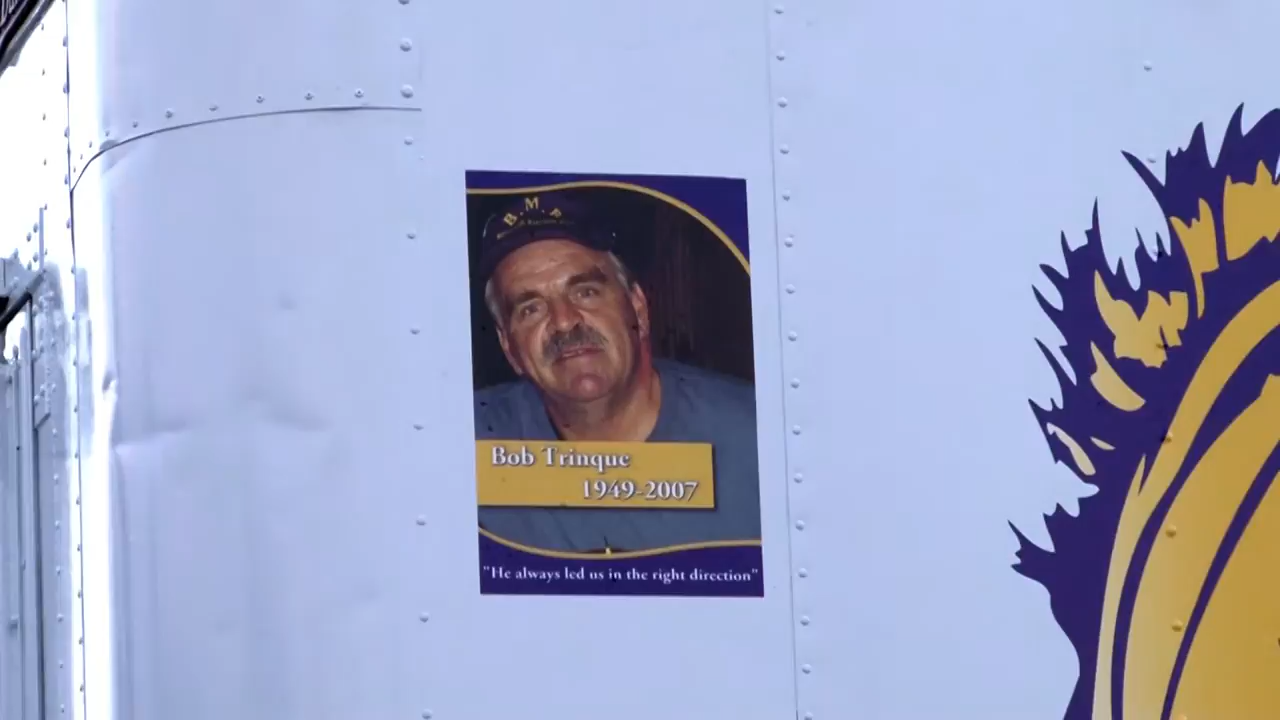 B.M.P
Bob Trinque
1949-2007
"He always led us in the right direction"